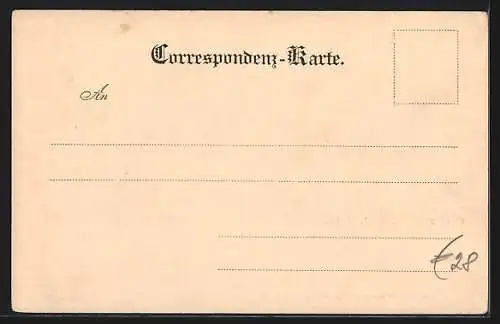 Correspondenz-Karte.
An
€28